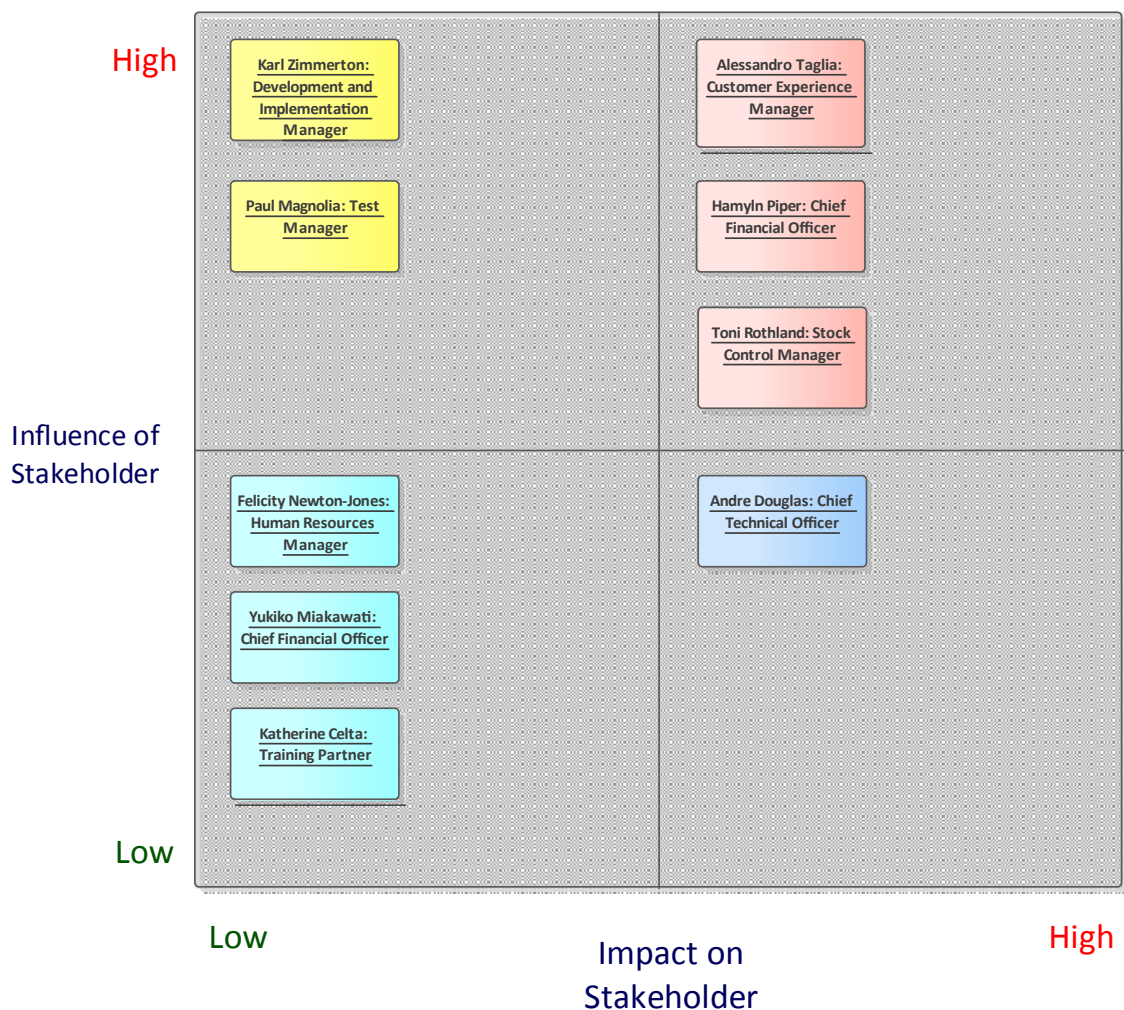 High
Karl Zimmerton:
Development and
Implementation
Manager
Alessandro Taglia:
Customer Experience
Manager
Paul Magnolia: Test
Manager
Hamyln Piper: Chief
Financial Officer
Toni Rothland: Stock
Control Manager
Influence of
Stakeholder
Felicity Newton-Jones:
Human Resources
Manager
Andre Douglas: Chief
Technical Officer
Yukiko Miakawati:
Chief Financial Officer
Katherine Celta:
Training Partner
Low
Low
Impact on
Stakeholder
High